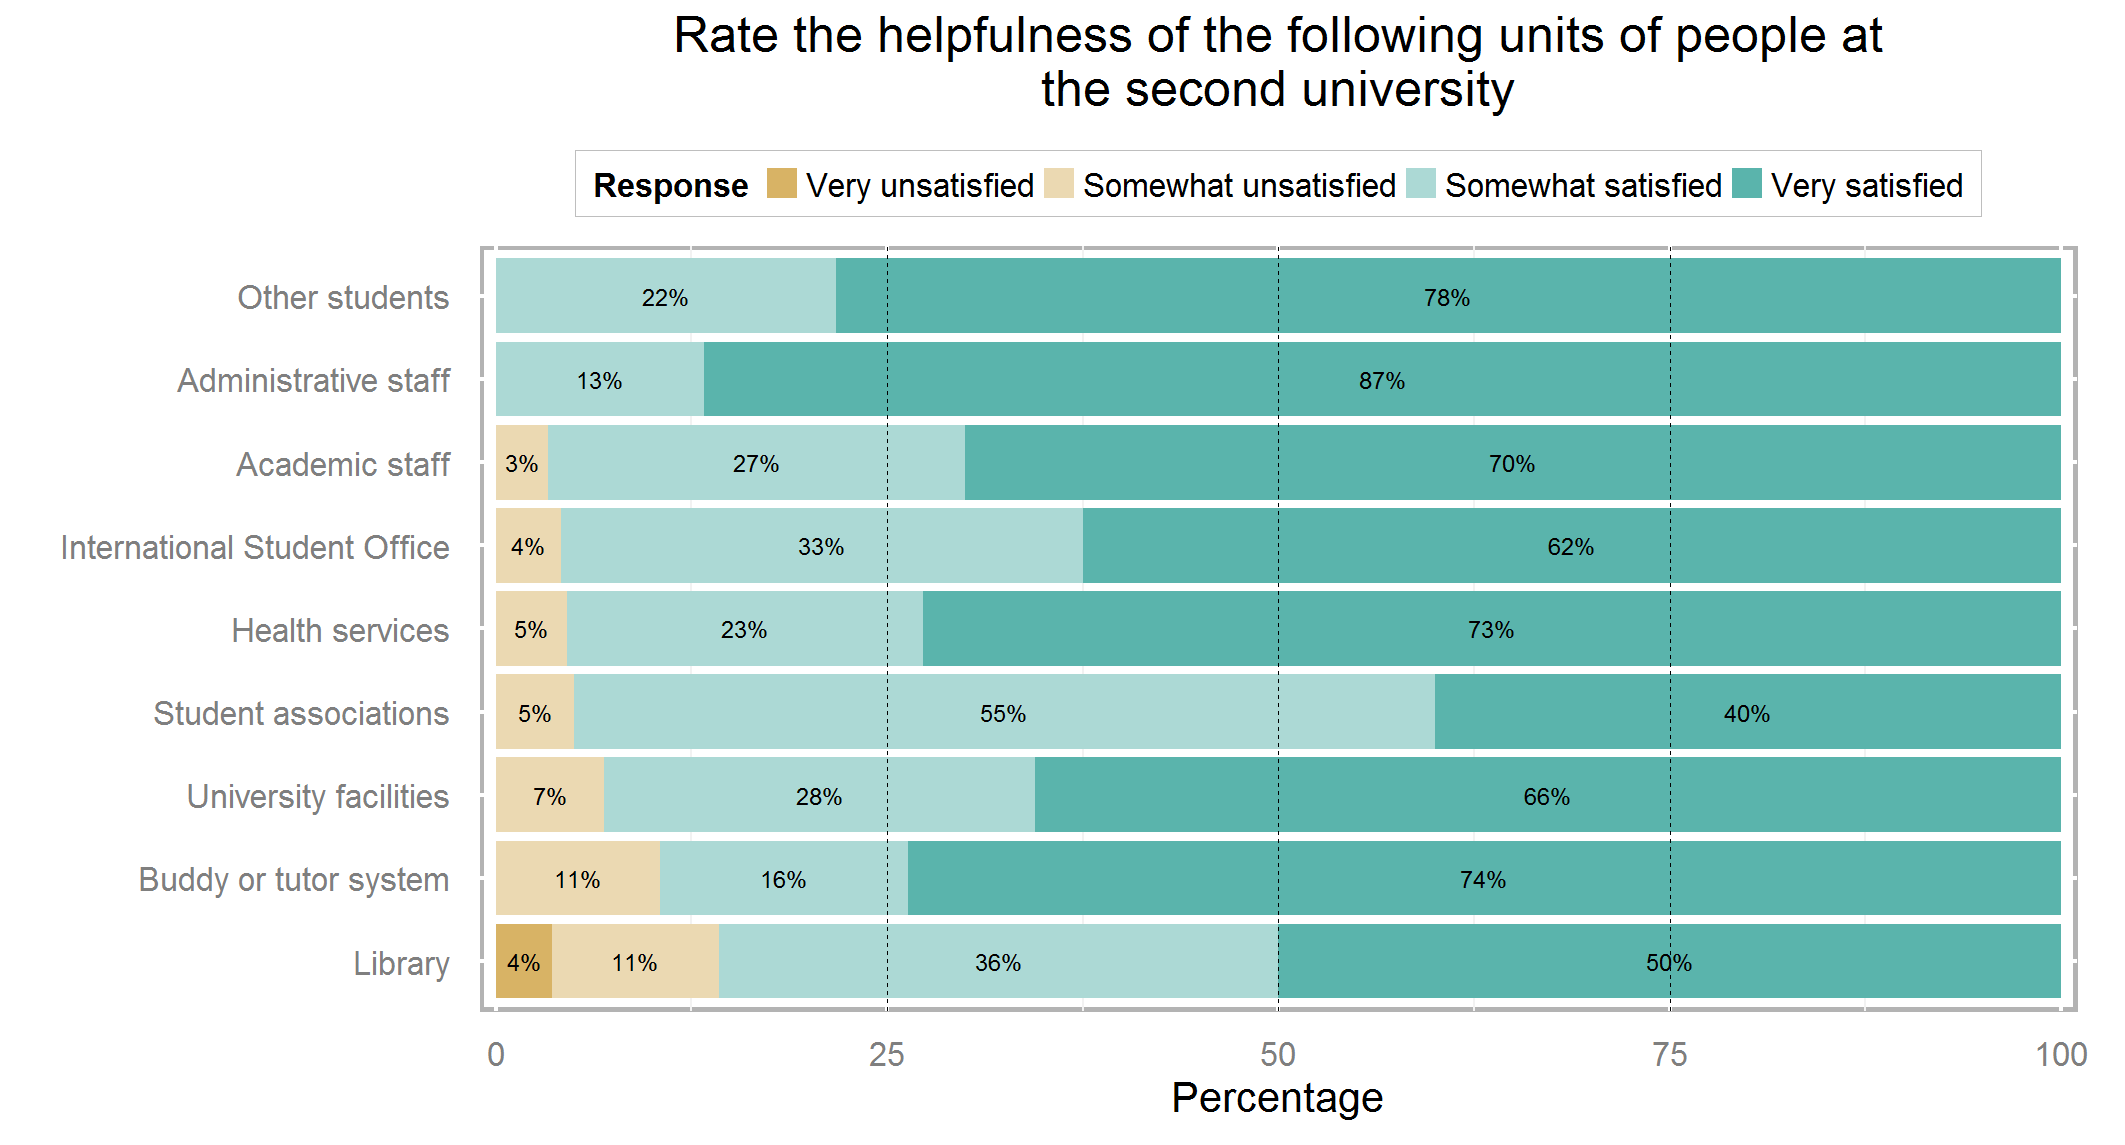 Rate the helpfulness of the following units of people at
the second university
Response Very unsatisfied Somewhat unsatisfied Somewhat satisfied Very satisfied
Other students 22% 78%
Administrative staff 13% 87%
Academic staff 3% 27% 70%
International Student Office 4% 33% 62%
Health services 5% 23% 73%
Student associations 5% 55% 40%
University facilities 7% 28% 66%
Buddy or tutor system 11% 16% 74%
Library 4% 11% 36% 50%
0 25 50 75 100
Percentage